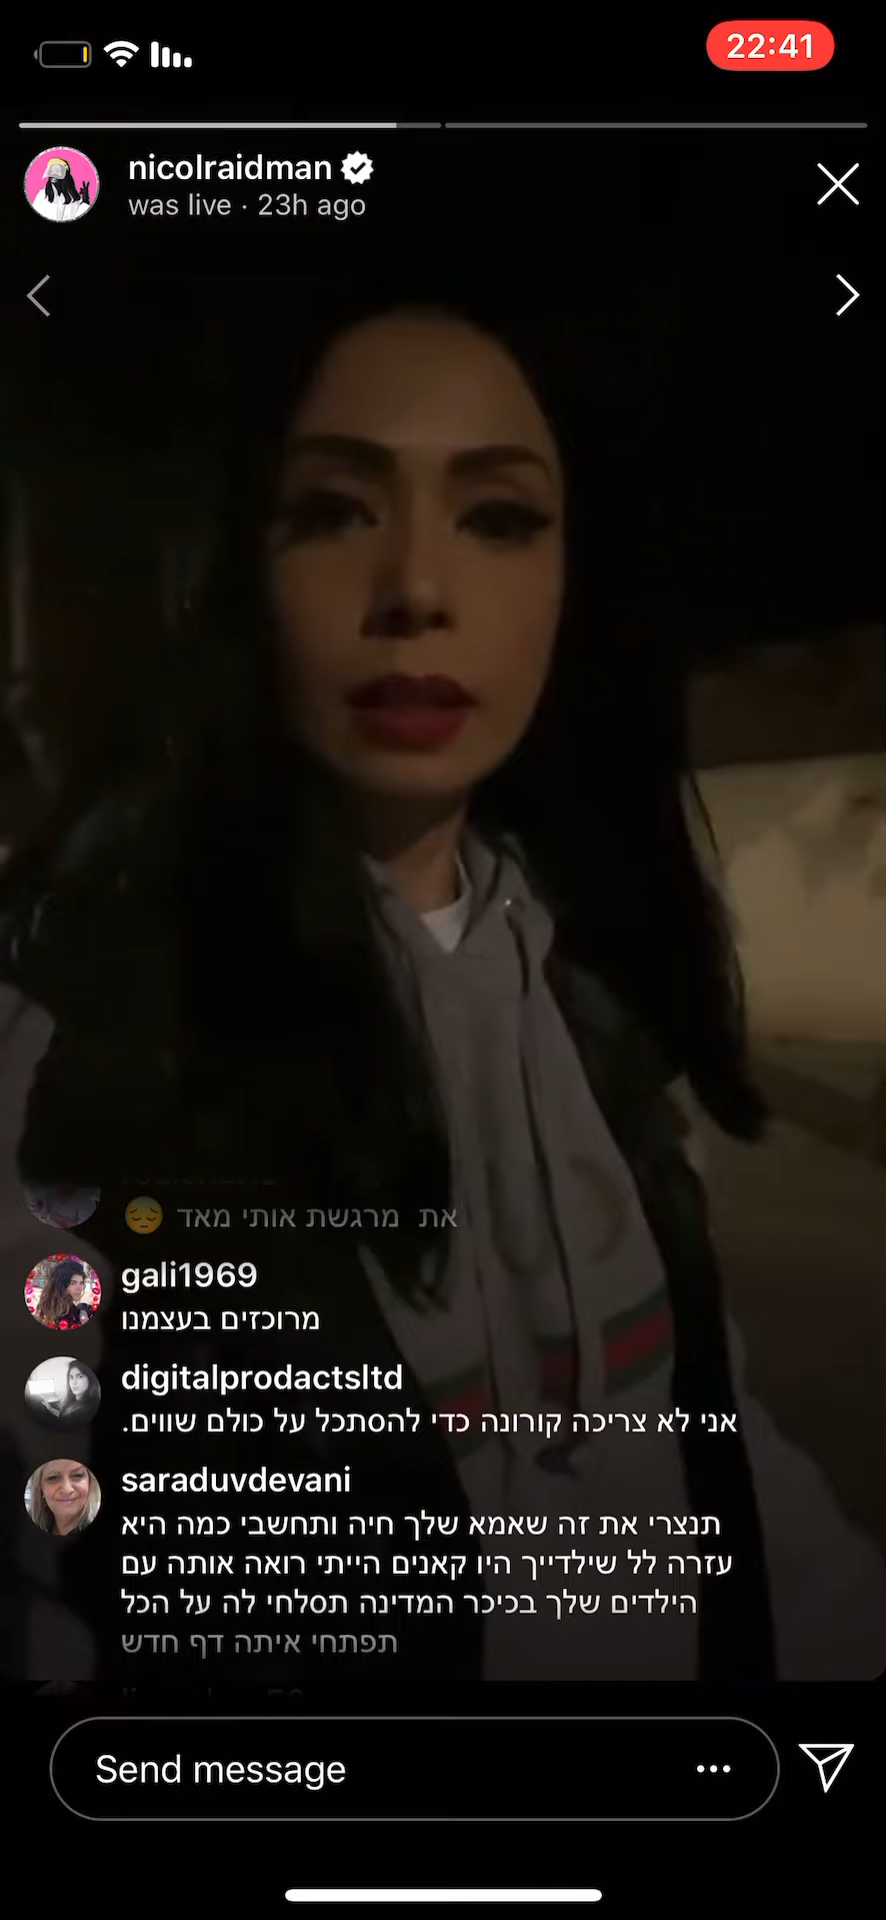 22:41
nicolraidman
was live · 23h ago
את מרגשת אותי מאד 😔
gali1969
מרוכזים בעצמנו
digitalprodactsltd
אני לא צריכה קורונה כדי להסתכל על כולם שווים.
saraduvdevani
תנצרי את זה שאמא שלך חיה ותחשבי כמה היא
עזרה לל שילדייך היו קאנים הייתי רואה אותה עם
הילדים שלך בכיכר המדינה תסלחי לה על הכל
תפתחי איתה דף חדש
Send message